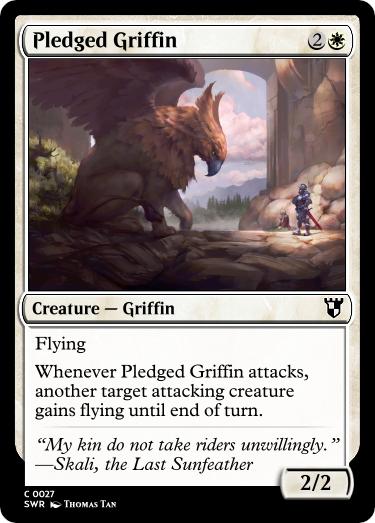 Pledged Griffin 2
Creature — Griffin
Flying
Whenever Pledged Griffin attacks,
another target attacking creature
gains flying until end of turn.
“My kin do not take riders unwillingly.”
—Skali, the Last Sunfeather
2/2
C 0027
SWR Thomas Tan